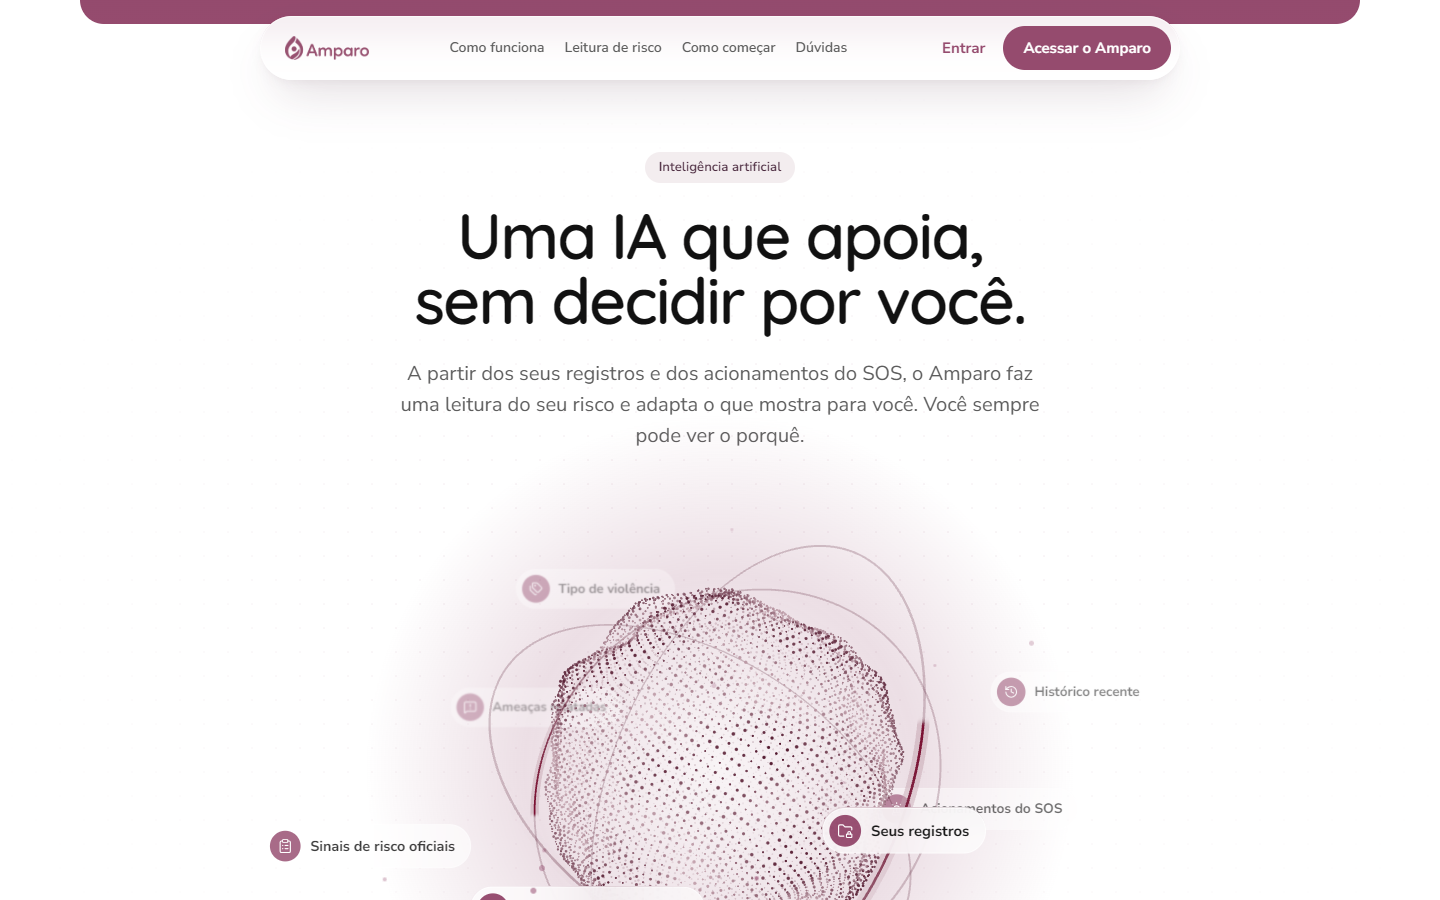 Amparo
Como funciona
Leitura de risco
Como começar
Dúvidas
Entrar
Acessar o Amparo
Inteligência artificial
Uma IA que apoia,
sem decidir por você.
A partir dos seus registros e dos acionamentos do SOS, o Amparo faz
uma leitura do seu risco e adapta o que mostra para você. Você sempre
pode ver o porquê.
Tipo de violência
Histórico recente
Ameaças
Acionamentos do SOS
Seus registros
Sinais de risco oficiais